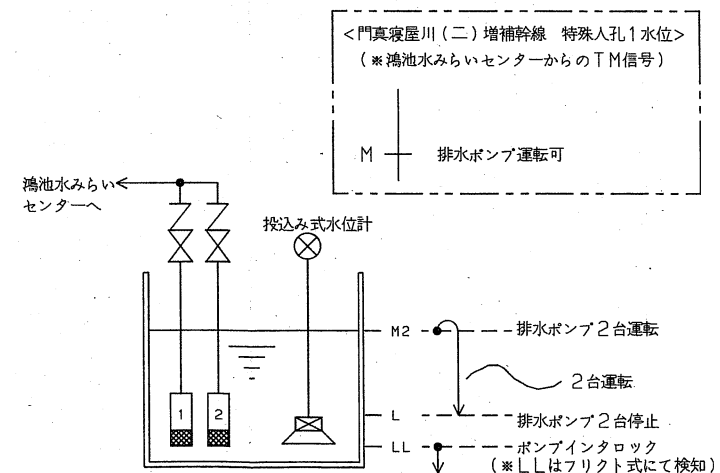 <門真寝屋川(二)増補幹線 特殊人孔1水位>
(※鴻池水みらいセンターからのTM信号)
M 排水ポンプ運転可
鴻池水みらい
センターへ
投込み式水位計
M2 排水ポンプ2台運転
2台運転
1 2
L 排水ポンプ2台停止
LL ポンプインタロック
(※LLはフリクト式にて検知)